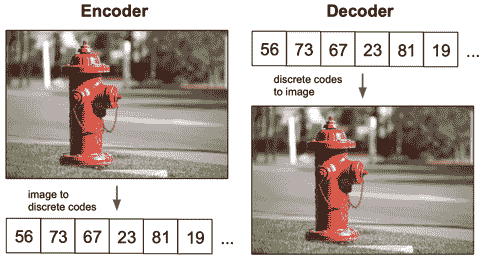 Encoder
image to
discrete codes
56 73 67 23 81 19 ...
Decoder
56 73 67 23 81 19 ...
discrete codes
to image